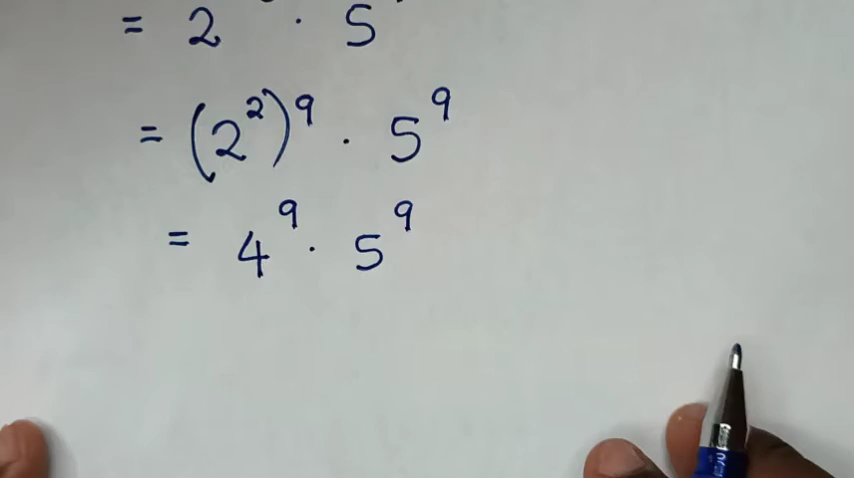 = 2 · 5
= (2²)⁹ · 5⁹
= 4⁹ · 5⁹